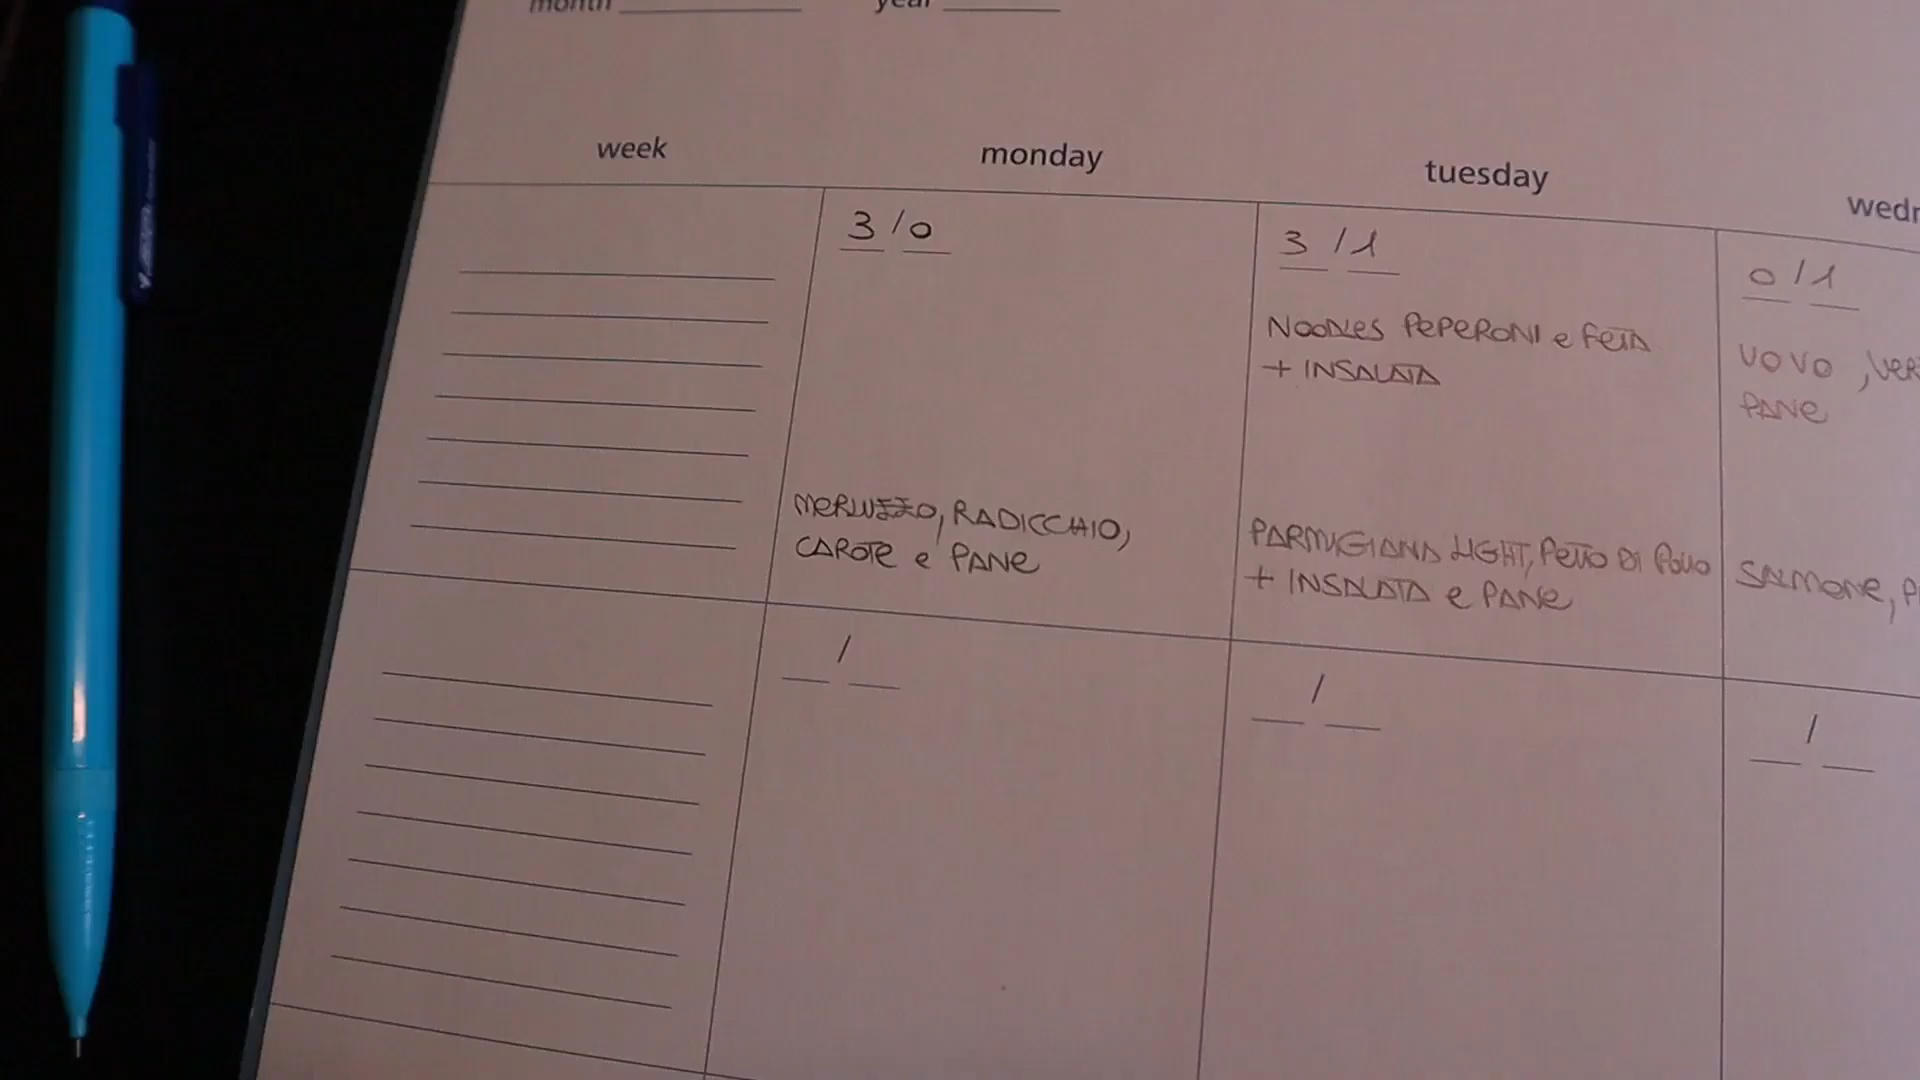 month year
week monday tuesday
3 / 0
3 / 1
0 / 1
NOODLES PEPERONI e FETA
+ INSALATA
UOVO
PANE
MERLUZZO, RADICCHIO,
CAROTE e PANE
PARMIGIANA LIGHT, PETTO DI POLLO
+ INSALATA e PANE
SALMONE,
/
/
/